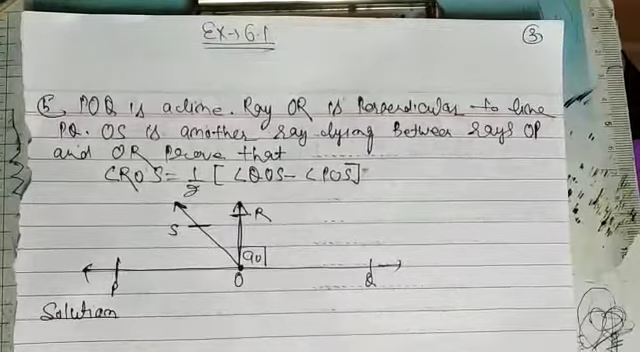 Ex→6.1
3
5, POQ is a line. Ray OR is Perpendicular to line
PQ. OS is another ray lying between rays OP
and OR Prove that
∠ROS = 1/2 [∠QOS - ∠POS]
S
R
90
P
O
Q
Solution